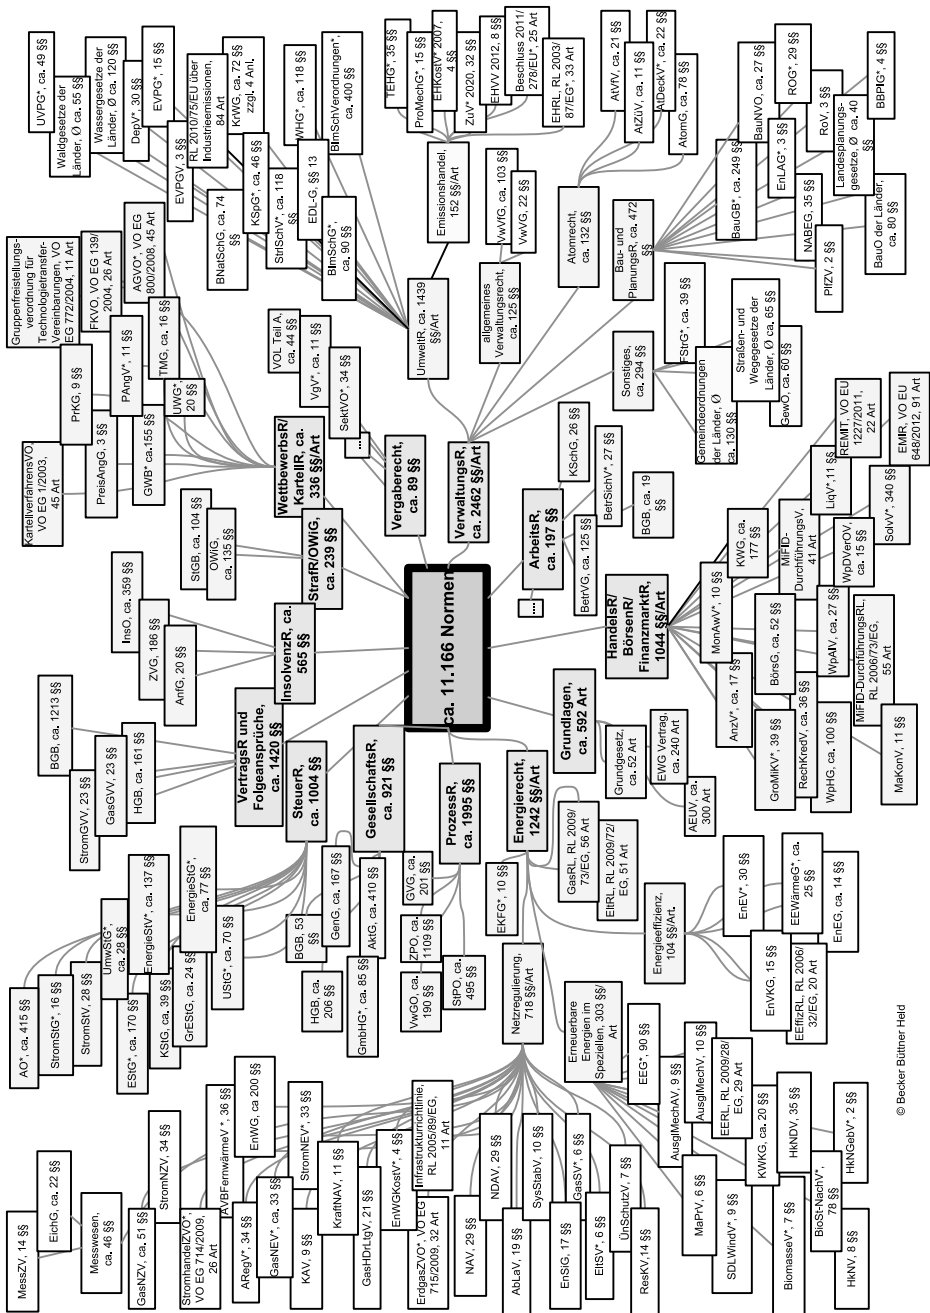 ca. 11.166 Normen
UVPG*, ca. 49 §§
Waldgesetze der
Länder, Ø ca. 55 §§
Wassergesetze der
Länder, Ø ca. 120 §§
DepV*, 30 §§
EVPG*, 15 §§
EVPGV, 3 §§
RL 2010/75/EU über
Industrieemissionen,
84 Art
KrWG, ca. 72 §§
zzgl. 4 Anl.
BNatSchG, ca. 74
§§
KSpG*, ca. 46 §§
StrlSchV*, ca. 118
§§
WHG*, ca. 118 §§
EDL-G, §§ 13
BImSchG*,
ca. 90 §§
BImSchVerordnungen*,
ca. 400 §§
UmweltR, ca. 1439
§§/Art
TEHG*, 35 §§
ProMechG*, 15 §§
EHKostV* 2007,
4 §§
ZuV* 2020, 32 §§
EHVV 2012, 8 §§
Beschluss 2011/
278/EU*, 25 Art
EHRL, RL 2003/
87/EG*, 33 Art
Emissionshandel,
152 §§/Art
VwVfG, ca. 103 §§
VwVG, 22 §§
allgemeines
Verwaltungsrecht,
ca. 125 §§
AtVfV, ca. 21 §§
AtZüV, ca. 11 §§
AtDeckV*, ca. 22 §§
AtomG, ca. 78 §§
Atomrecht,
ca. 132 §§
Bau- und
PlanungsR, ca. 472
§§
BauGB*, ca. 249 §§
BauNVO, ca. 27 §§
EnLAG*, 3 §§
ROG*, 29 §§
NABEG, 35 §§
RoV, 3 §§
PlfZV, 2 §§
Landesplanungs-
gesetze, Ø ca. 40
§§
BBPlG*, 4 §§
BauO der Länder,
ca. 80 §§
Sonstiges,
ca. 294 §§
FStrG*, ca. 39 §§
Gemeindeordnungen
der Länder, Ø
ca. 130 §§
Straßen- und
Wegegesetze der
Länder, Ø ca. 65 §§
GewO, ca. 60 §§
VerwaltungsR,
ca. 2462 §§/Art
Gruppenfreistellungs-
verordnung für
Technologietransfer-
Vereinbarungen, VO
EG 772/2004, 11 Art
FKVO, VO EG 139/
2004, 26 Art
AGVO*, VO EG
800/2008, 45 Art
PrKG, 9 §§
PAngV*, 11 §§
TMG, ca. 16 §§
KartellverfahrensVO,
VO EG 1/2003,
45 Art
PreisAngG, 3 §§
GWB* ca.155 §§
UWG*,
20 §§
WettbewerbsR/
KartellR, ca.
336 §§/Art
VOL Teil A,
ca. 44 §§
VgV*, ca. 11 §§
SektVO*, 34 §§
....
Vergaberecht,
ca. 89 §§
StGB, ca. 104 §§
OWiG,
ca. 135 §§
StrafR/OWiG,
ca. 239 §§
InsO, ca. 359 §§
ZVG, 186 §§
AnfG, 20 §§
InsolvenzR, ca.
565 §§
BGB, ca. 1213 §§
StromGVV, 23 §§
GasGVV, 23 §§
HGB, ca. 161 §§
VertragsR und
Folgeansprüche,
ca. 1420 §§
AO*, ca. 415 §§
StromStG*, 16 §§
StromStV, 28 §§
UmwStG*,
ca. 28 §§
EStG*, ca. 170 §§
EnergieStV*, ca. 137 §§
KStG, ca. 39 §§
GrEStG, ca. 24 §§
EnergieStG*,
ca. 77 §§
UStG*, ca. 70 §§
SteuerR,
ca. 1004 §§
BGB, 53
§§
HGB, ca.
206 §§
GenG, ca. 167 §§
GmbHG*, ca. 85 §§
AktG, ca. 410 §§
GesellschaftsR,
ca. 921 §§
GVG, ca.
201 §§
VwGO, ca.
190 §§
ZPO, ca.
1109 §§
StPO, ca.
495 §§
ProzessR,
ca. 1995 §§
KSchG, 26 §§
BetrSichV*, 27 §§
BGB, ca. 19
§§
BetrVG, ca. 125 §§
....
ArbeitsR,
ca. 197 §§
HandelsR/
BörsenR/
FinanzmarktR,
1044 §§/Art
REMIT, VO EU
1227/2011,
22 Art
EMIR, VO EU
648/2012, 91 Art
LiqV*,11 §§
SolvV*, 340 §§
KWG, ca.
177 §§
MiFID-
DurchführungsV,
41 Art
WpDVerOV,
ca. 15 §§
MonAwV*, 10 §§
BörsG, ca. 52 §§
WpAIV, ca. 27 §§
MiFID-DurchführungsRL,
RL 2006/73/EG,
55 Art
AnzV*, ca. 17 §§
GroMiKV*, 39 §§
RechKredV, ca. 36 §§
WpHG, ca. 100 §§
MaKonV, 11 §§
Grundlagen,
ca. 592 Art
Grundgesetz,
ca. 52 Art
EWG Vertrag,
ca. 240 Art
AEUV, ca.
300 Art
Energierecht,
1242 §§/Art
EKFG*, 10 §§
GasRL, RL 2009/
73/EG, 56 Art
EltRL, RL 2009/72/
EG, 51 Art
Energieeffizienz,
104 §§/Art.
EnEV*, 30 §§
EEWärmeG*, ca.
25 §§
EnEG, ca. 14 §§
EnVKG, 15 §§
EEffizRL, RL 2006/
32/EG, 20 Art
Netzregulierung,
718 §§/Art
Erneuerbare
Energien im
Speziellen, 303 §§/
Art
EEG*, 90 §§
AusglMechAV, 9 §§
AusglMechV, 10 §§
EERL, RL 2009/28/
EG, 29 Art
KWKG, ca. 20 §§
HkNDV, 35 §§
HkNGebV*, 2 §§
MaPrV, 6 §§
SDLWindV*, 9 §§
BiomasseV*, 7 §§
BioSt-NachV*,
78 §§
HkNV, 8 §§
MessZV, 14 §§
EichG, ca. 22 §§
Messwesen,
ca. 46 §§
GasNZV, ca. 51 §§
StromNZV, 34 §§
StromhandelZVO*,
VO EG 714/2009,
26 Art
AVBFernwärmeV *, 36 §§
ARegV*, 34 §§
EnWG, ca 200 §§
GasNEV*, ca. 33 §§
StromNEV*, 33 §§
KAV, 9 §§
KraftNAV, 11 §§
GasHDrLtgV, 21 §§
EnWGKostV*, 4 §§
Infrastrukturrichtlinie,
RL 2005/89/EG,
11 Art
ErdgasZVO*, VO EG
715/2009, 32 Art
NAV, 29 §§
NDAV, 29 §§
AbLaV, 19 §§
SysStabV, 10 §§
EnSiG, 17 §§
GasSV*, 6 §§
EltSV*, 6 §§
ÜnSchutzV, 7 §§
ResKV,14 §§
© Becker Büttner Held